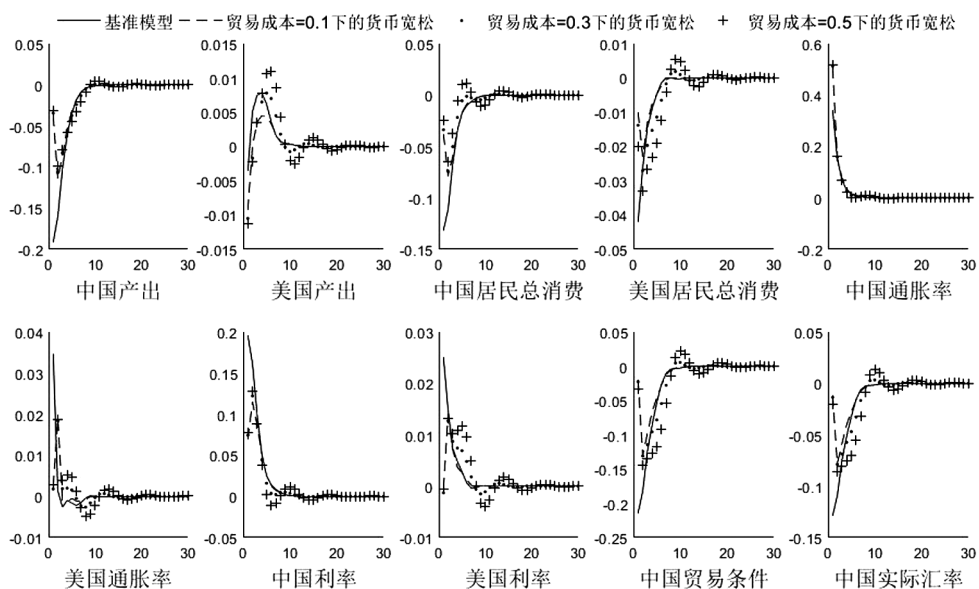 基准模型 贸易成本=0.1下的货币宽松 贸易成本=0.3下的货币宽松 贸易成本=0.5下的货币宽松
0.05 0 -0.05 -0.1 -0.15 -0.2
0 10 20 30
中国产出
0.015 0.01 0.005 0 -0.005 -0.01 -0.015
0 10 20 30
美国产出
0.05 0 -0.05 -0.1 -0.15
0 10 20 30
中国居民总消费
0.01 0 -0.01 -0.02 -0.03 -0.04 -0.05
0 10 20 30
美国居民总消费
0.6 0.4 0.2 0 -0.2
0 10 20 30
中国通胀率
0.04 0.03 0.02 0.01 0 -0.01
0 10 20 30
美国通胀率
0.2 0.15 0.1 0.05 0 -0.05
0 10 20 30
中国利率
0.03 0.02 0.01 0 -0.01
0 10 20 30
美国利率
0.05 0 -0.05 -0.1 -0.15 -0.2 -0.25
0 10 20 30
中国贸易条件
0.05 0 -0.05 -0.1 -0.15
0 10 20 30
中国实际汇率